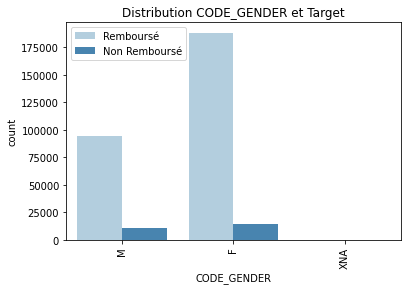 Distribution CODE_GENDER et Target
Remboursé
Non Remboursé
175000
150000
125000
100000
75000
50000
25000
0
count
M
F
XNA
CODE_GENDER